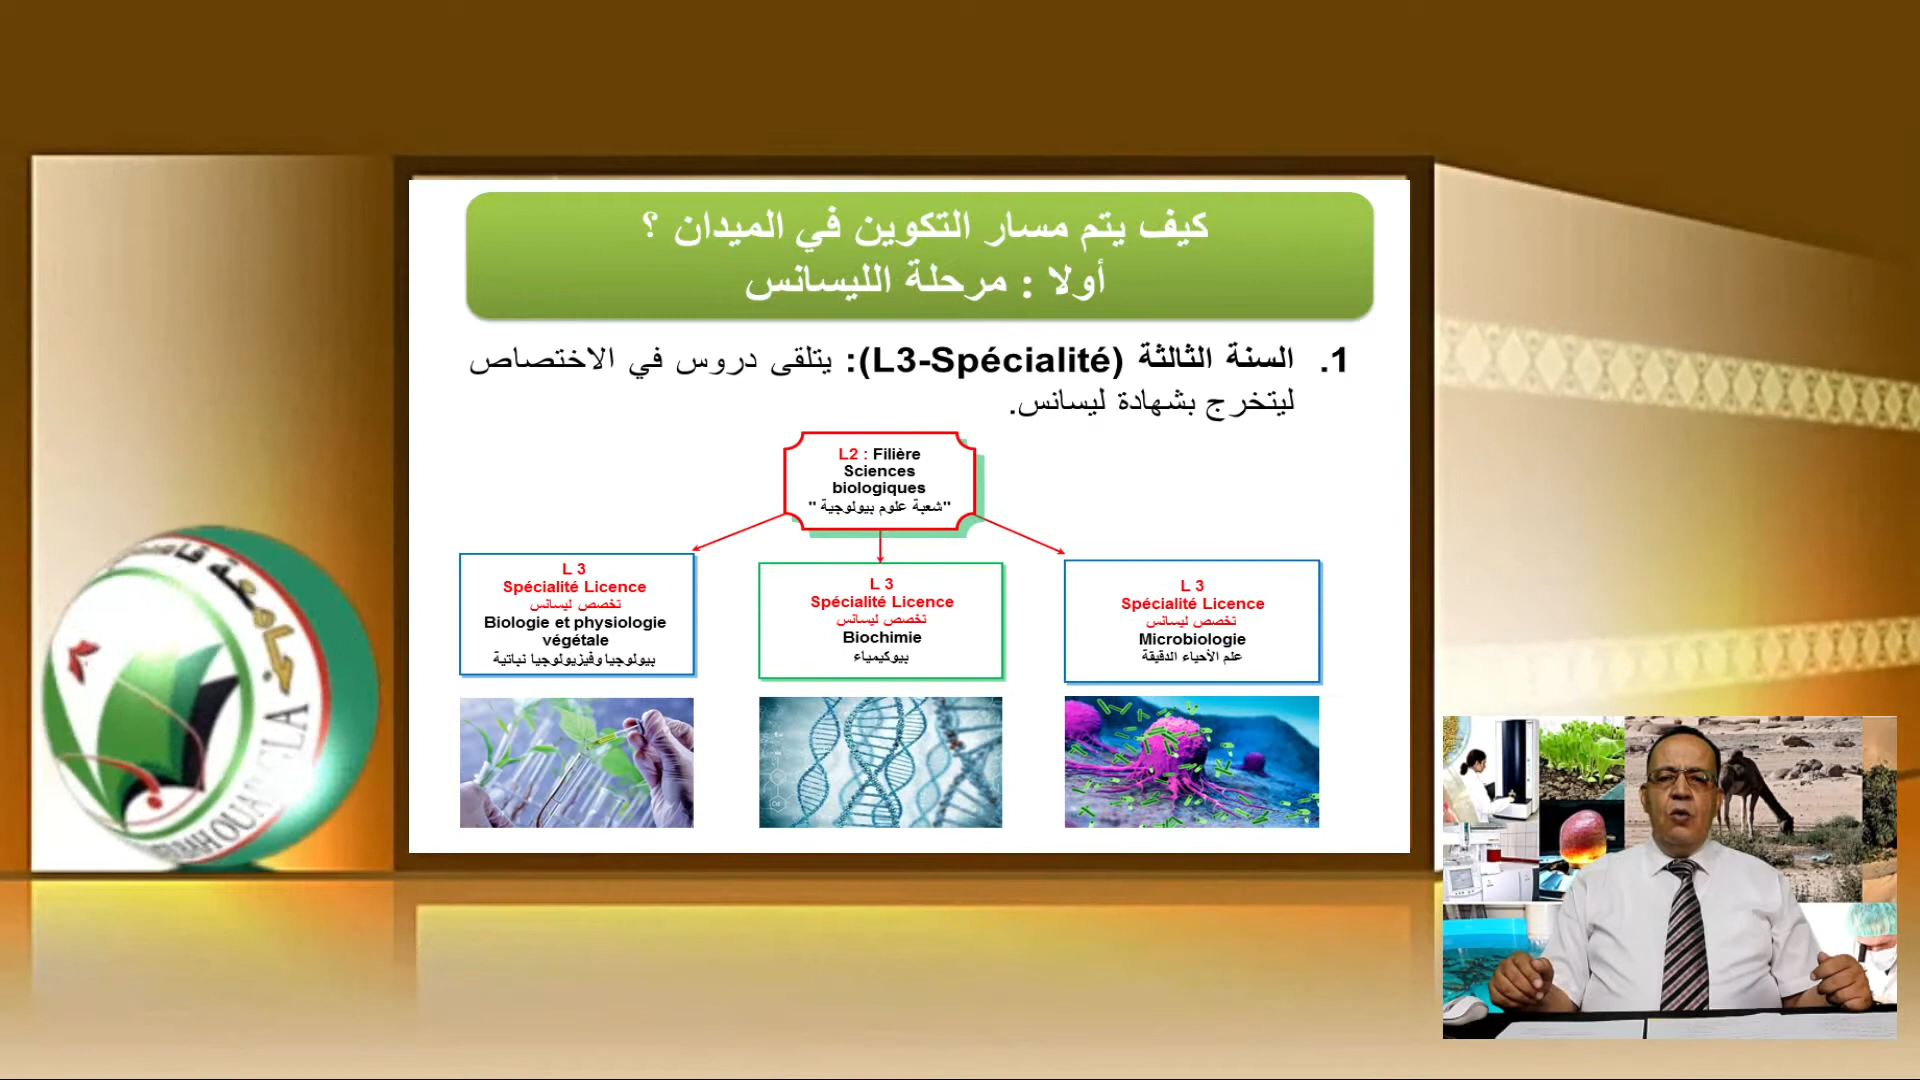 كيف يتم مسار التكوين في الميدان ؟
أولا : مرحلة الليسانس
1. السنة الثالثة (L3-Spécialité): يتلقى دروس في الاختصاص
ليتخرج بشهادة ليسانس.
L2 : Filière
Sciences
biologiques
"شعبة علوم بيولوجية "
L 3
Spécialité Licence
تخصص ليسانس
Biologie et physiologie
végétale
بيولوجيا وفيزيولوجيا نباتية
L 3
Spécialité Licence
تخصص ليسانس
Biochimie
بيوكيمياء
L 3
Spécialité Licence
تخصص ليسانس
Microbiologie
علم الأحياء الدقيقة
جامعة